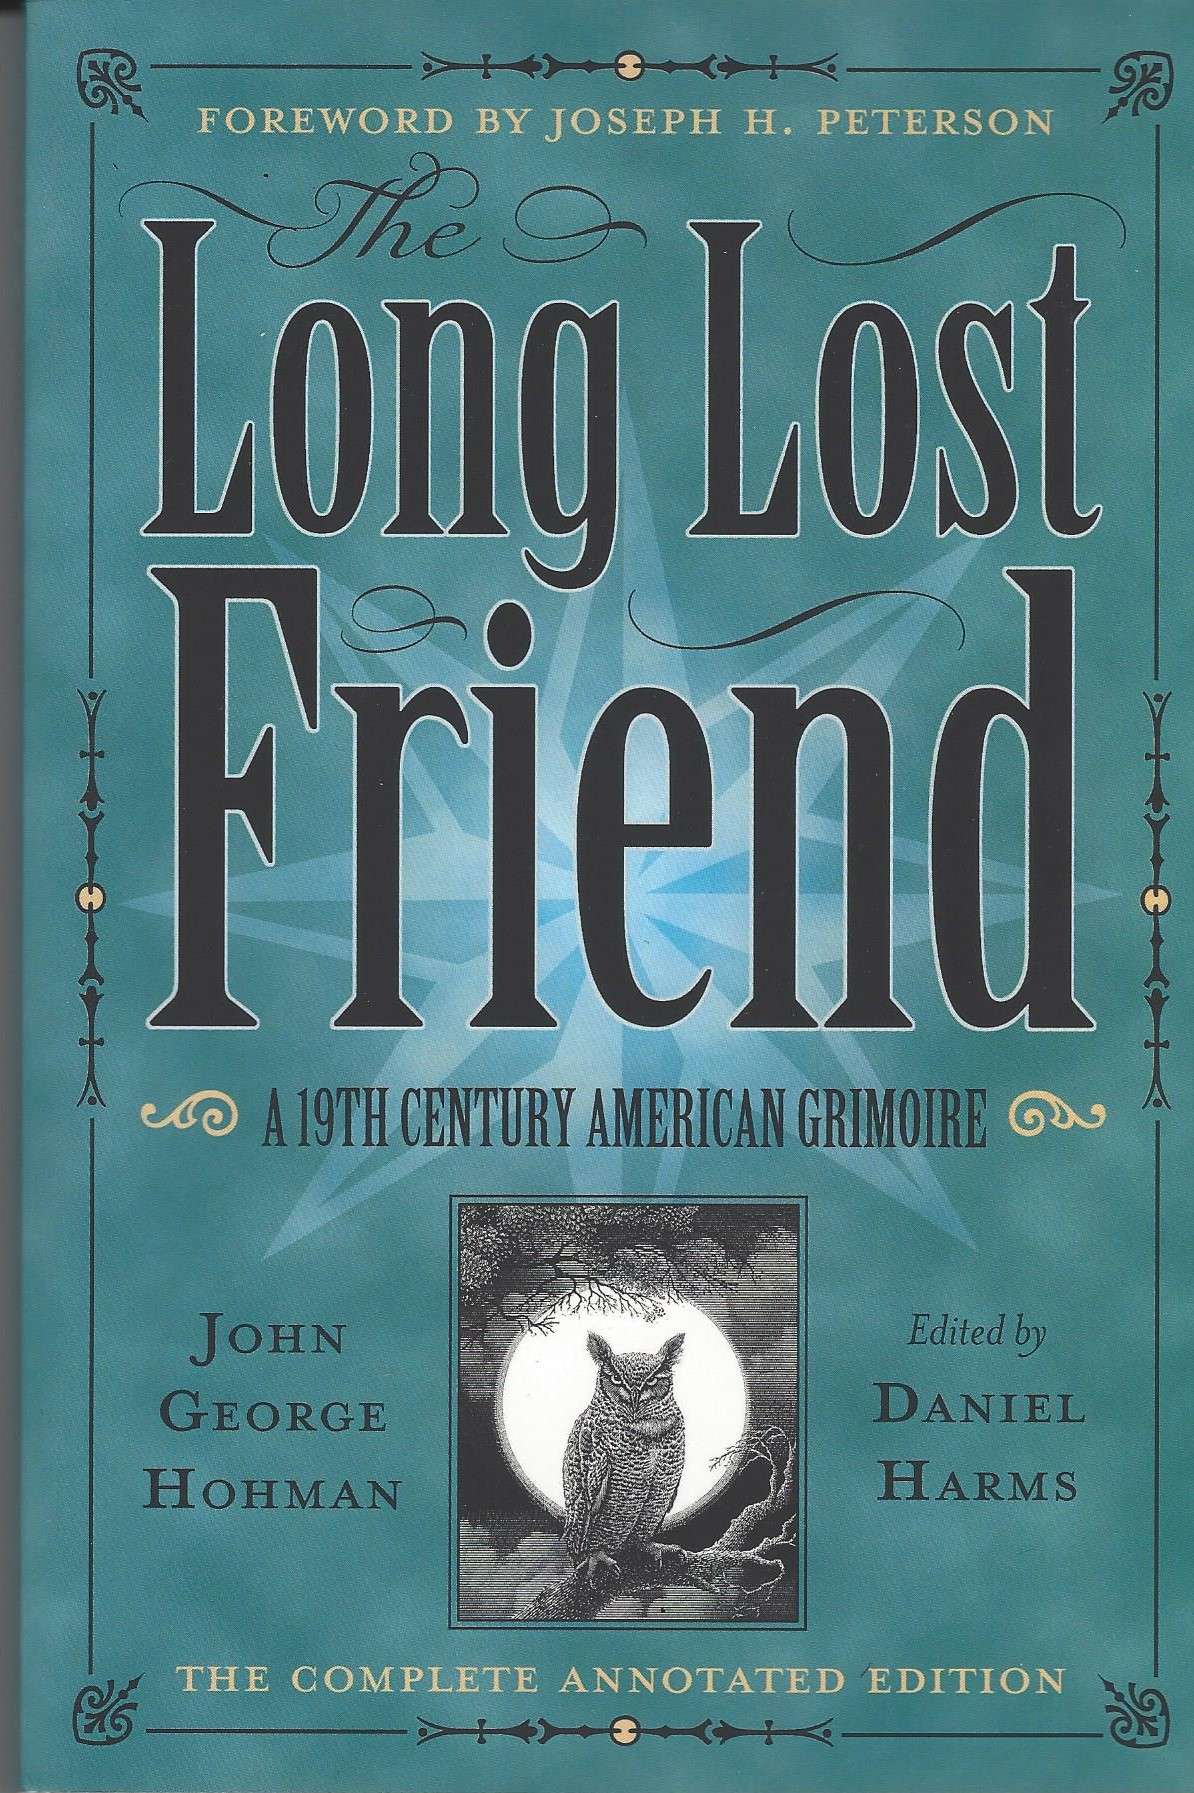 FOREWORD BY JOSEPH H. PETERSON
The
Long Lost
Friend
A 19TH CENTURY AMERICAN GRIMOIRE
JOHN
GEORGE
HOHMAN
Edited by
DANIEL
HARMS
THE COMPLETE ANNOTATED EDITION